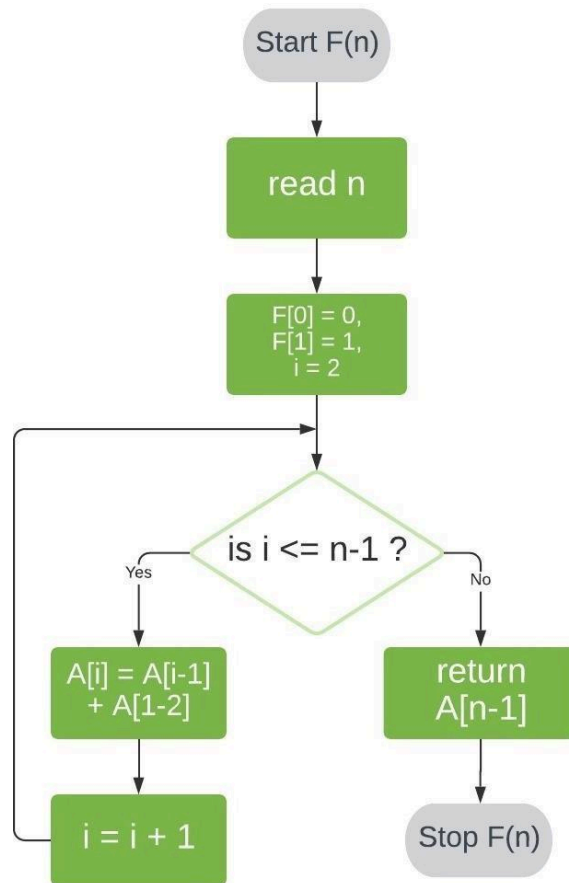 Start F(n)
read n
F[0] = 0,
F[1] = 1,
i = 2
is i <= n-1 ?
Yes
No
A[i] = A[i-1]
+ A[1-2]
return
A[n-1]
i = i + 1
Stop F(n)